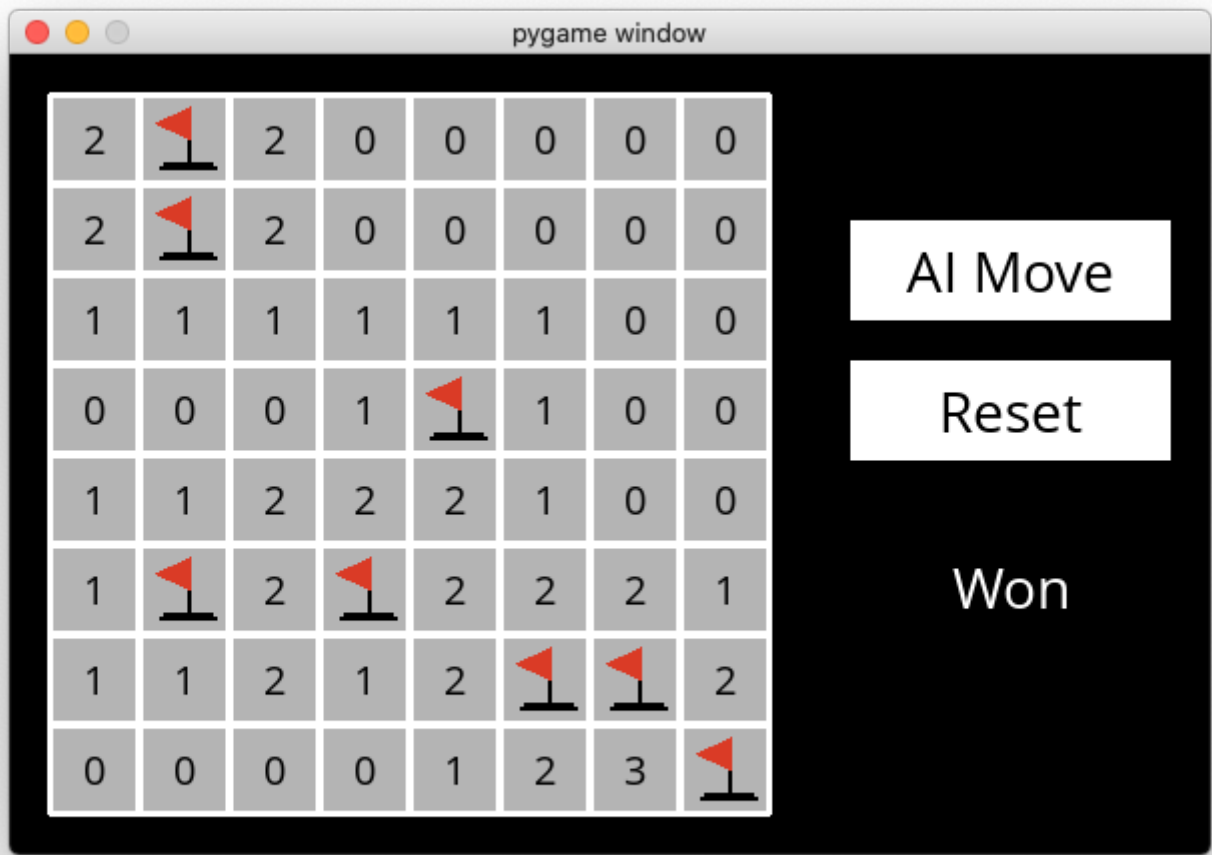 pygame window
2 2 0 0 0 0 0
2 2 0 0 0 0 0
1 1 1 1 1 1 0 0
0 0 0 1 1 0 0
1 1 2 2 2 1 0 0
1 2 2 2 2 1
1 1 2 1 2 2
0 0 0 0 1 2 3
AI Move
Reset
Won